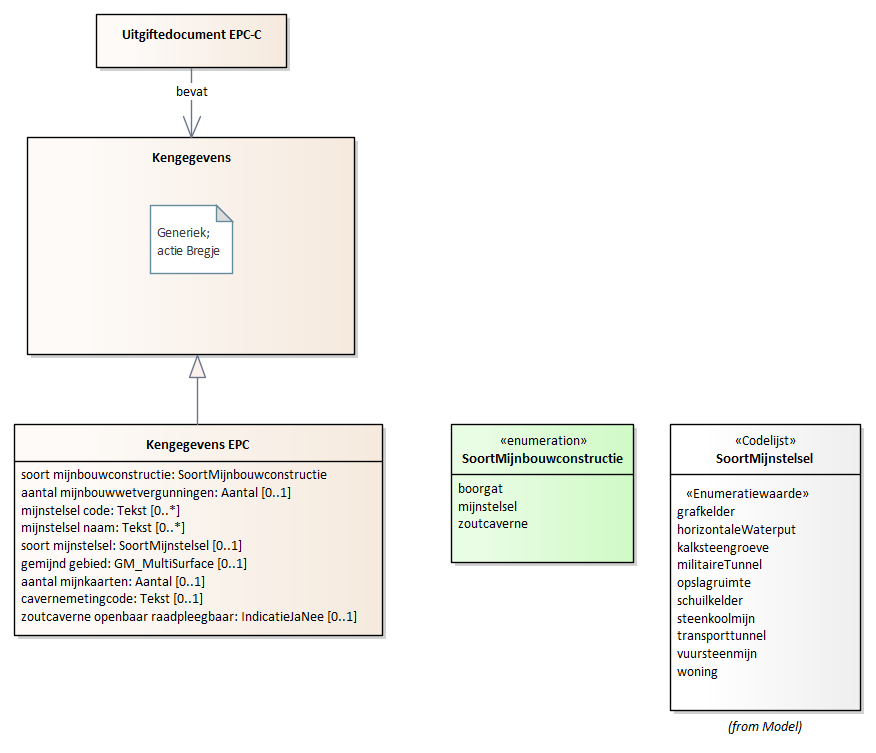 Uitgiftedocument EPC-C
bevat
Kengegevens
Generiek;
actie Bregje
Kengegevens EPC
soort mijnbouwconstructie: SoortMijnbouwconstructie
aantal mijnbouwwetvergunningen: Aantal [0..1]
mijnstelsel code: Tekst [0..*]
mijnstelsel naam: Tekst [0..*]
soort mijnstelsel: SoortMijnstelsel [0..1]
gemijnd gebied: GM_MultiSurface [0..1]
aantal mijnkaarten: Aantal [0..1]
cavernemetingcode: Tekst [0..1]
zoutcaverne openbaar raadpleegbaar: IndicatieJaNee [0..1]
«enumeration»
SoortMijnbouwconstructie
boorgat
mijnstelsel
zoutcaverne
«Codelijst»
SoortMijnstelsel
«Enumeratiewaarde»
grafkelder
horizontaleWaterput
kalksteengroeve
militaireTunnel
opslagruimte
schuilkelder
steenkoolmijn
transporttunnel
vuursteenmijn
woning
(from Model)